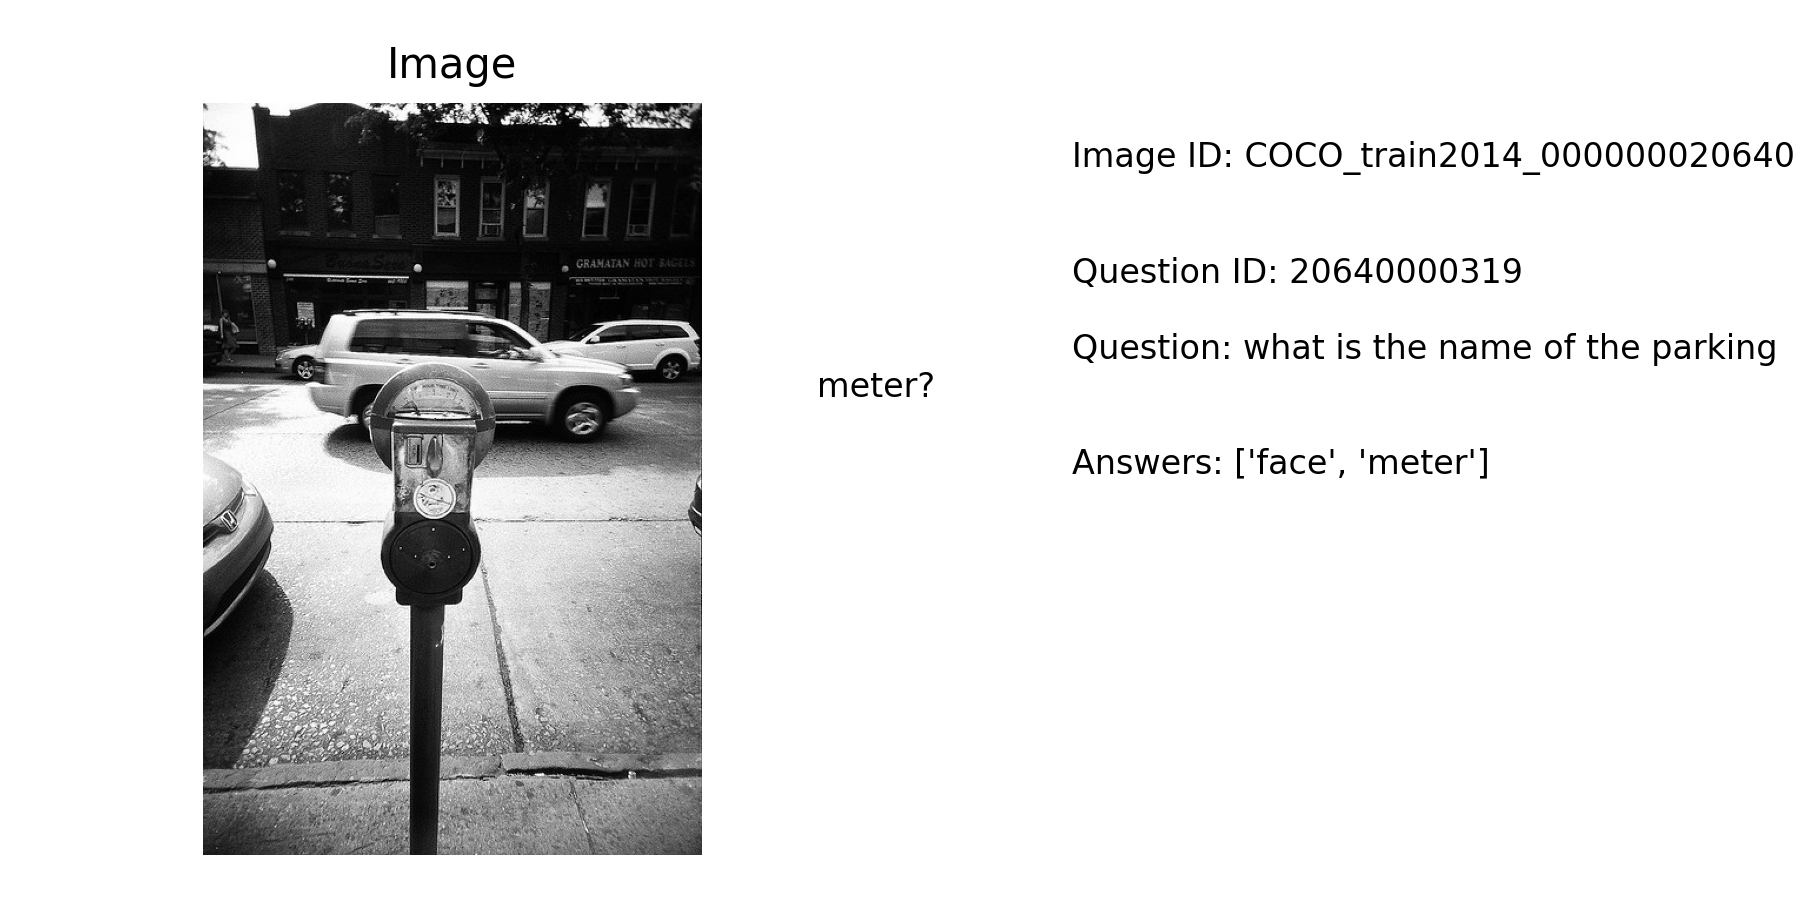 Image
Image ID: COCO_train2014_000000020640
Question ID: 20640000319
Question: what is the name of the parking
meter?
Answers: ['face', 'meter']
GRAMATAN HOT BAGELS